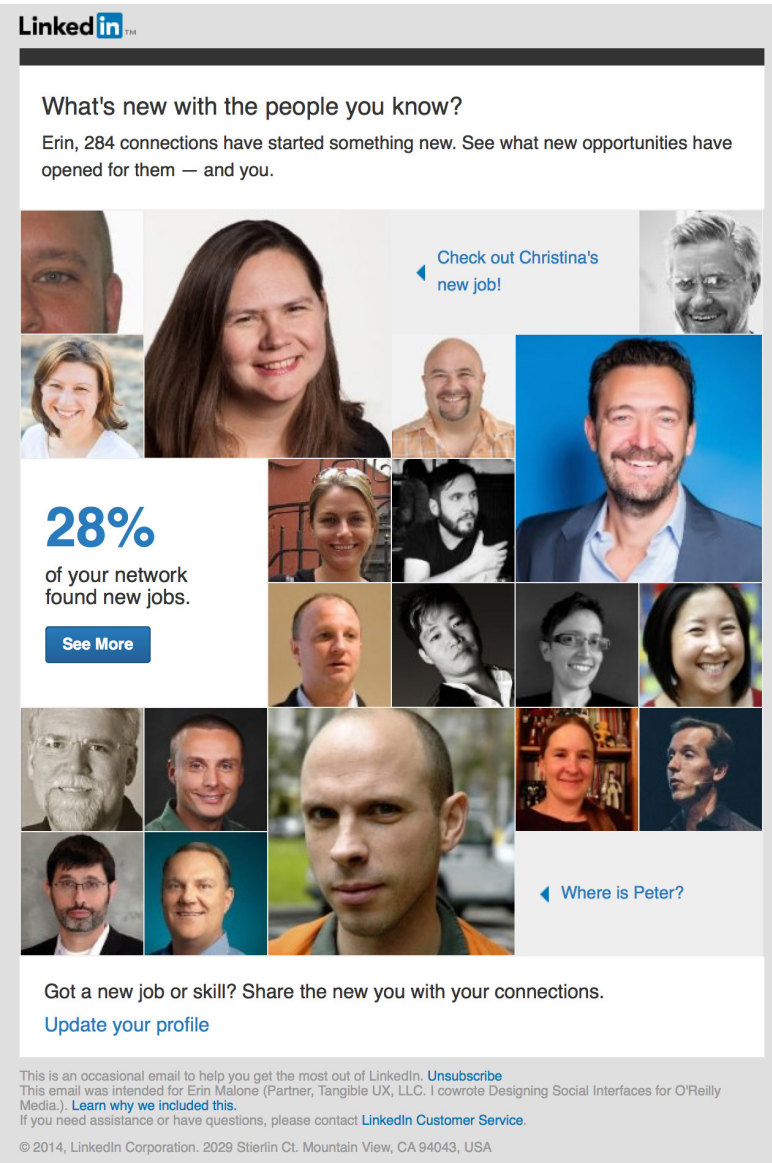 Linked in TM
What's new with the people you know?
Erin, 284 connections have started something new. See what new opportunities have
opened for them — and you.
Check out Christina's
new job!
28%
of your network
found new jobs.
See More
Where is Peter?
Got a new job or skill? Share the new you with your connections.
Update your profile
This is an occasional email to help you get the most out of LinkedIn. Unsubscribe
This email was intended for Erin Malone (Partner, Tangible UX, LLC. I cowrote Designing Social Interfaces for O'Reilly
Media.). Learn why we included this.
If you need assistance or have questions, please contact LinkedIn Customer Service.
© 2014, LinkedIn Corporation. 2029 Stierlin Ct. Mountain View, CA 94043, USA